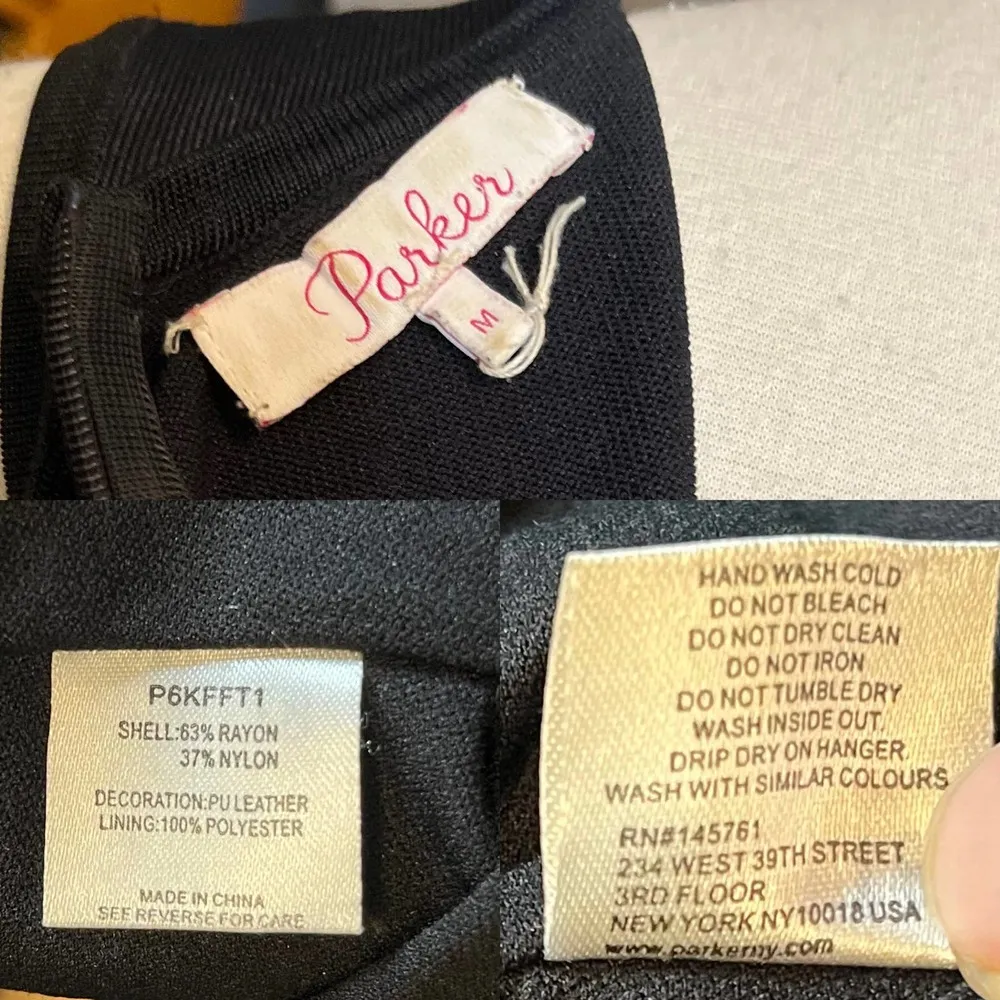 Parker
M
P6KFFT1
SHELL:63% RAYON
37% NYLON
DECORATION:PU LEATHER
LINING:100% POLYESTER
MADE IN CHINA
SEE REVERSE FOR CARE
HAND WASH COLD
DO NOT BLEACH
DO NOT DRY CLEAN
DO NOT IRON
DO NOT TUMBLE DRY
WASH INSIDE OUT.
DRIP DRY ON HANGER.
WASH WITH SIMILAR COLOURS
RN#145761
234 WEST 39TH STREET
3RD FLOOR
NEW YORK NY10018 USA
www.parkerny.com